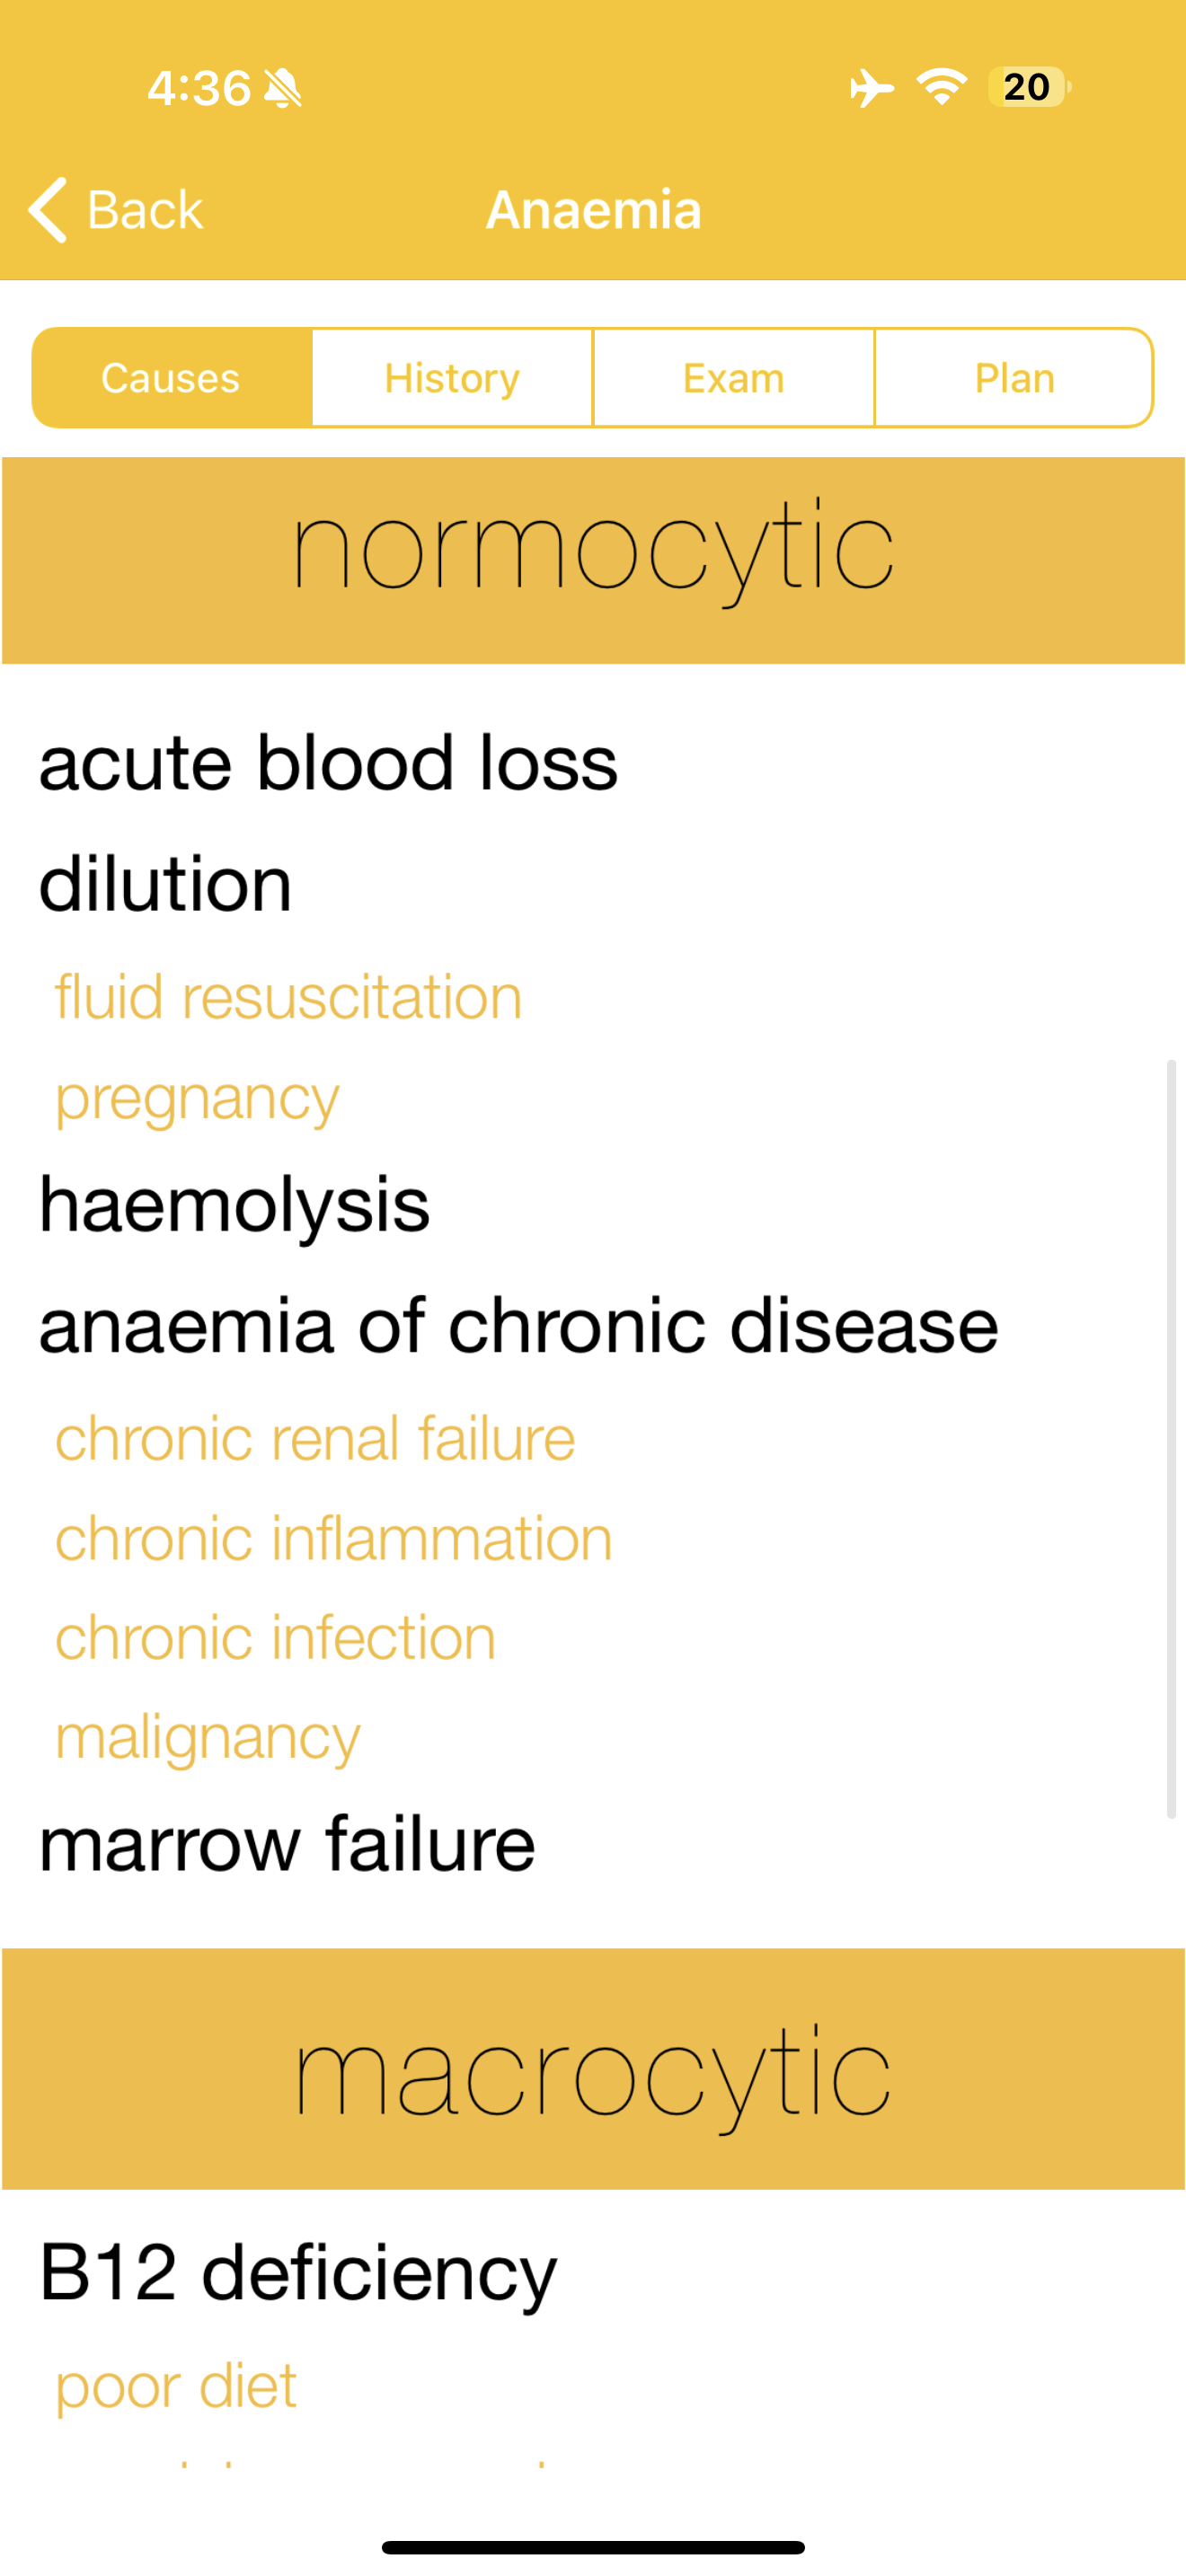 4:36
20
Back
Anaemia
Causes
History
Exam
Plan
normocytic
acute blood loss
dilution
fluid resuscitation
pregnancy
haemolysis
anaemia of chronic disease
chronic renal failure
chronic inflammation
chronic infection
malignancy
marrow failure
macrocytic
B12 deficiency
poor diet